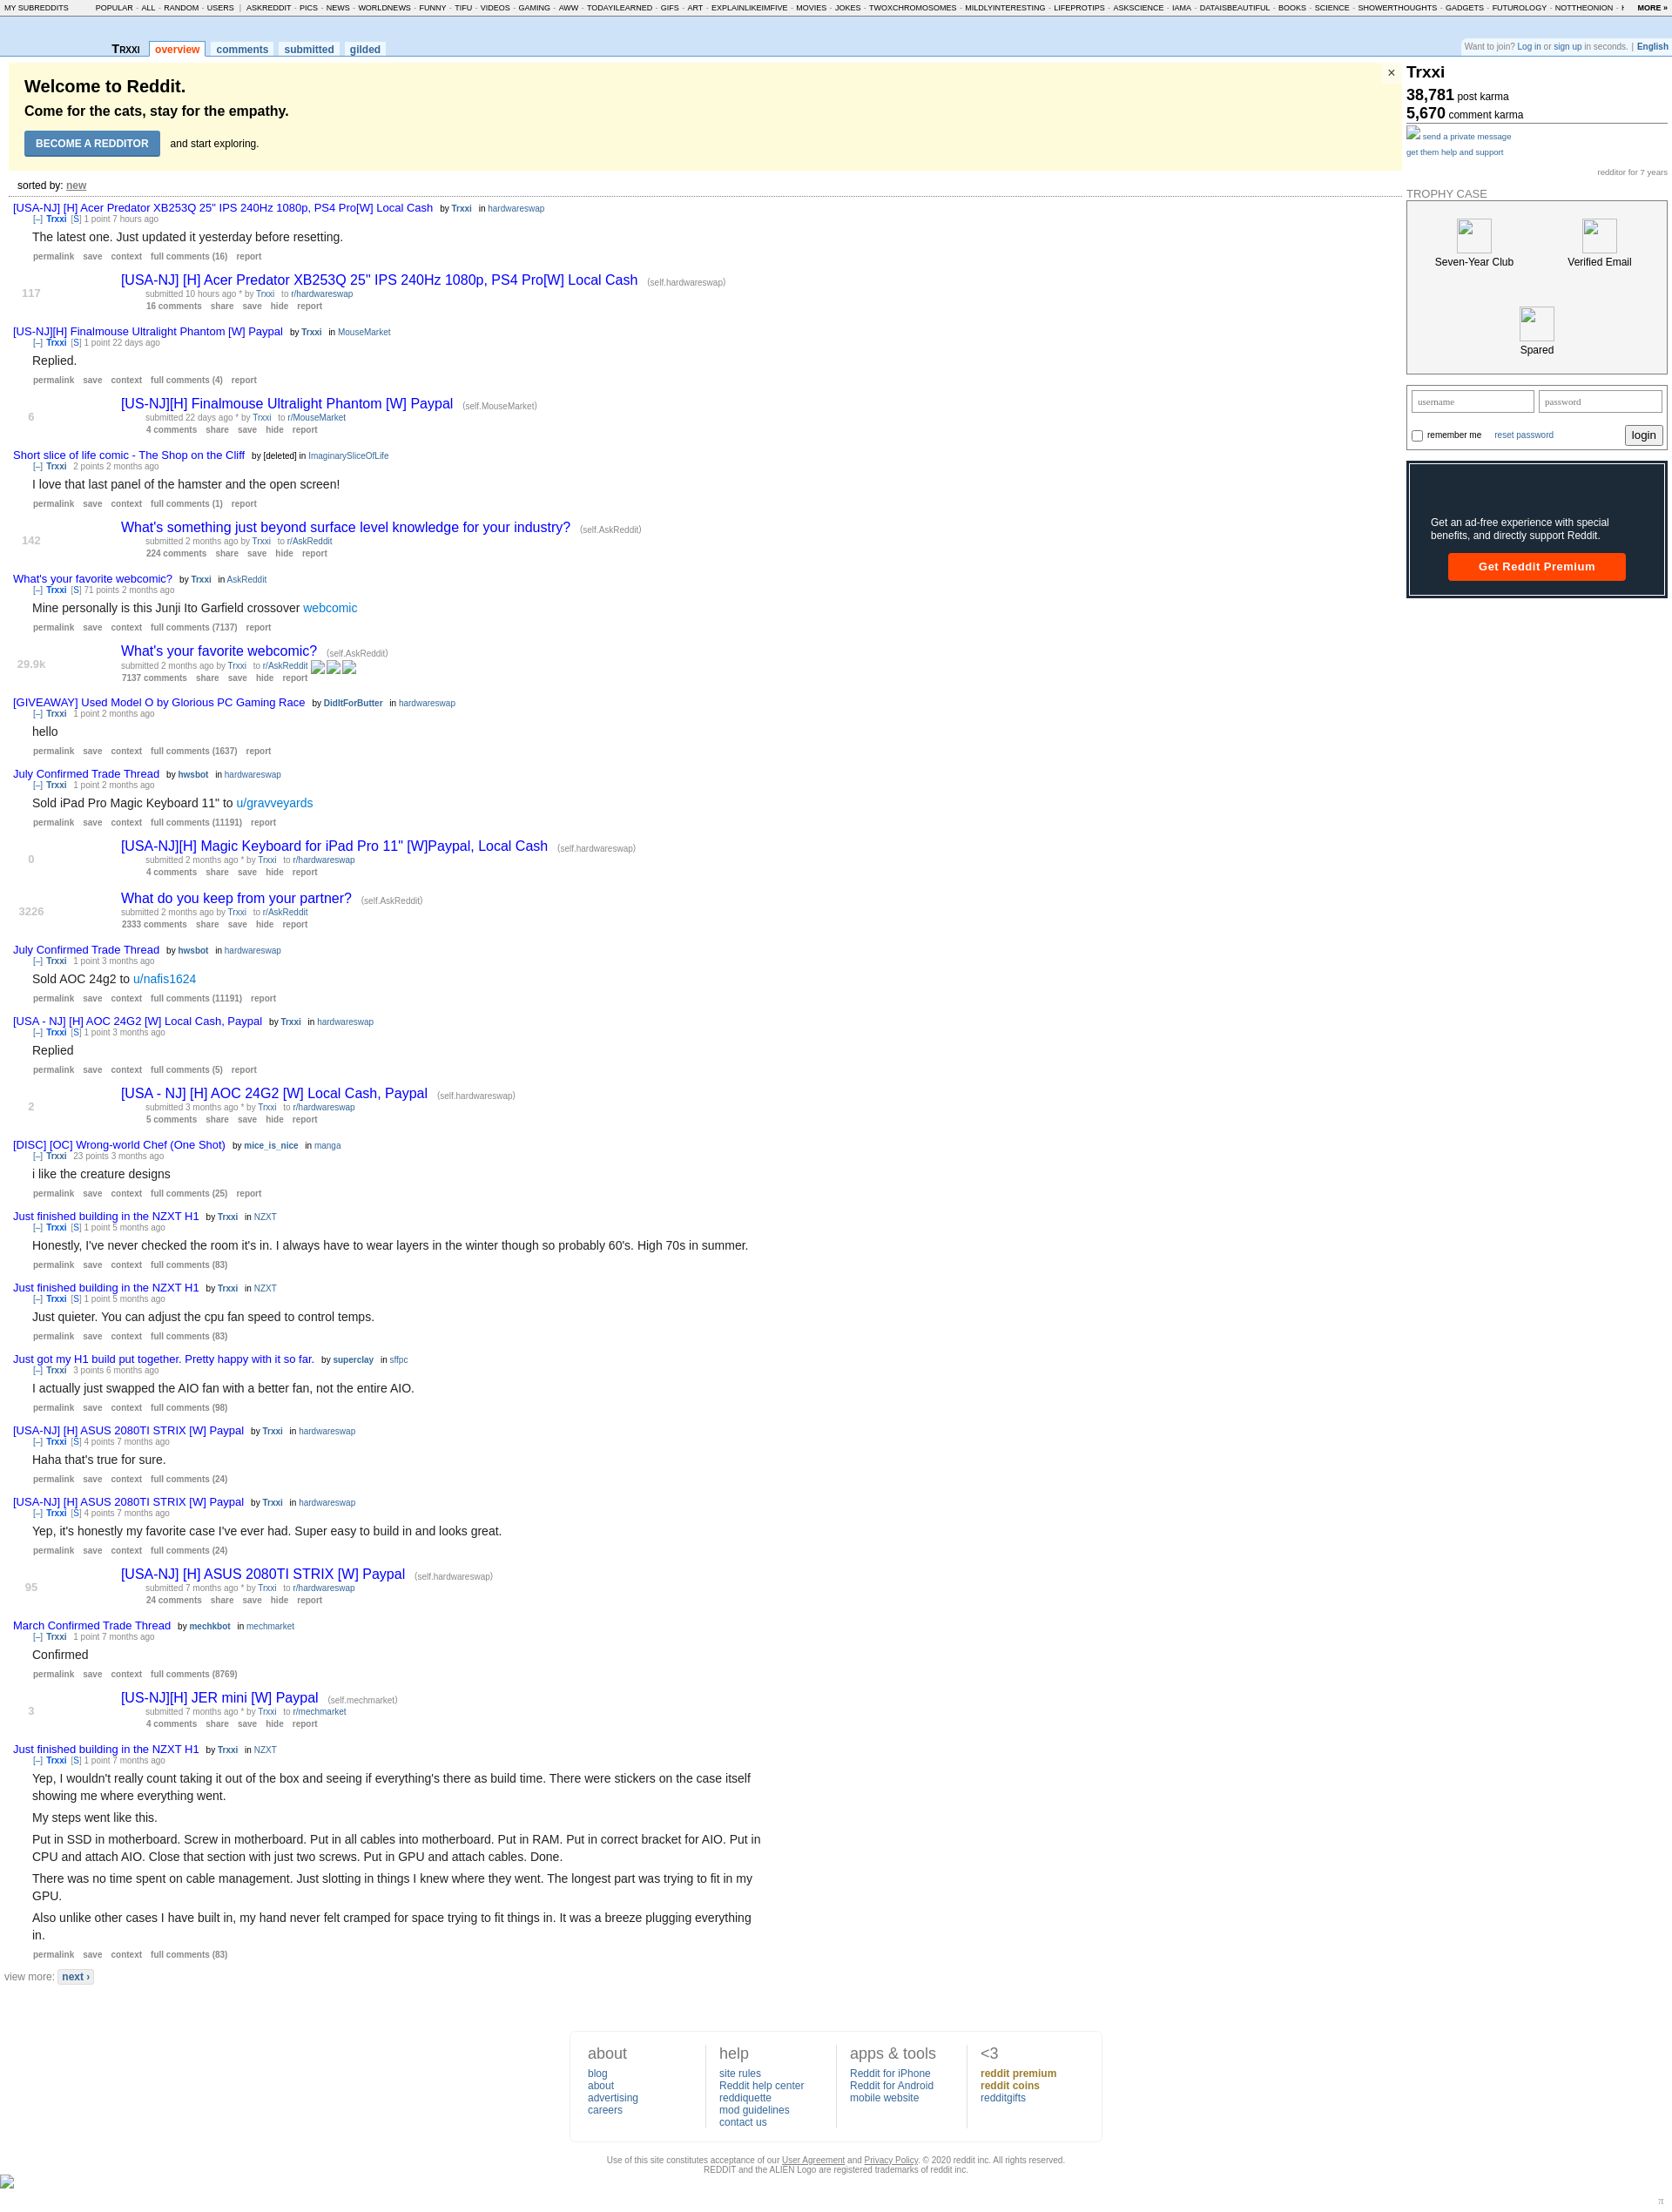 MY SUBREDDITS POPULAR - ALL - RANDOM - USERS | ASKREDDIT - PICS - NEWS - WORLDNEWS - FUNNY - TIFU - VIDEOS - GAMING - AWW - TODAYILEARNED - GIFS - ART - EXPLAINLIKEIMFIVE - MOVIES - JOKES - TWOXCHROMOSOMES - MILDLYINTERESTING - LIFEPROTIPS - ASKSCIENCE - IAMA - DATAISBEAUTIFUL - BOOKS - SCIENCE - SHOWERTHOUGHTS - GADGETS - FUTUROLOGY - NOTTHEONION - MORE »
Trxxi overview comments submitted gilded
Want to join? Log in or sign up in seconds. | English
Welcome to Reddit.
×
Come for the cats, stay for the empathy.
BECOME A REDDITOR and start exploring.
sorted by: new
[USA-NJ] [H] Acer Predator XB253Q 25" IPS 240Hz 1080p, PS4 Pro[W] Local Cash by Trxxi in hardwareswap
[–] Trxxi [S] 1 point 7 hours ago
The latest one. Just updated it yesterday before resetting.
permalink save context full comments (16) report
[USA-NJ] [H] Acer Predator XB253Q 25" IPS 240Hz 1080p, PS4 Pro[W] Local Cash (self.hardwareswap)
117
submitted 10 hours ago * by Trxxi to r/hardwareswap
16 comments share save hide report
[US-NJ][H] Finalmouse Ultralight Phantom [W] Paypal by Trxxi in MouseMarket
[–] Trxxi [S] 1 point 22 days ago
Replied.
permalink save context full comments (4) report
[US-NJ][H] Finalmouse Ultralight Phantom [W] Paypal (self.MouseMarket)
6
submitted 22 days ago * by Trxxi to r/MouseMarket
4 comments share save hide report
Short slice of life comic - The Shop on the Cliff by [deleted] in ImaginarySliceOfLife
[–] Trxxi 2 points 2 months ago
I love that last panel of the hamster and the open screen!
permalink save context full comments (1) report
What's something just beyond surface level knowledge for your industry? (self.AskReddit)
142
submitted 2 months ago by Trxxi to r/AskReddit
224 comments share save hide report
What's your favorite webcomic? by Trxxi in AskReddit
[–] Trxxi [S] 71 points 2 months ago
Mine personally is this Junji Ito Garfield crossover webcomic
permalink save context full comments (7137) report
What's your favorite webcomic? (self.AskReddit)
29.9k
submitted 2 months ago by Trxxi to r/AskReddit
7137 comments share save hide report
[GIVEAWAY] Used Model O by Glorious PC Gaming Race by DidItForButter in hardwareswap
[–] Trxxi 1 point 2 months ago
hello
permalink save context full comments (1637) report
July Confirmed Trade Thread by hwsbot in hardwareswap
[–] Trxxi 1 point 2 months ago
Sold iPad Pro Magic Keyboard 11" to u/gravveyards
permalink save context full comments (11191) report
[USA-NJ][H] Magic Keyboard for iPad Pro 11" [W]Paypal, Local Cash (self.hardwareswap)
0
submitted 2 months ago * by Trxxi to r/hardwareswap
4 comments share save hide report
What do you keep from your partner? (self.AskReddit)
3226
submitted 2 months ago by Trxxi to r/AskReddit
2333 comments share save hide report
July Confirmed Trade Thread by hwsbot in hardwareswap
[–] Trxxi 1 point 3 months ago
Sold AOC 24g2 to u/nafis1624
permalink save context full comments (11191) report
[USA - NJ] [H] AOC 24G2 [W] Local Cash, Paypal by Trxxi in hardwareswap
[–] Trxxi [S] 1 point 3 months ago
Replied
permalink save context full comments (5) report
[USA - NJ] [H] AOC 24G2 [W] Local Cash, Paypal (self.hardwareswap)
2
submitted 3 months ago * by Trxxi to r/hardwareswap
5 comments share save hide report
[DISC] [OC] Wrong-world Chef (One Shot) by mice_is_nice in manga
[–] Trxxi 23 points 3 months ago
i like the creature designs
permalink save context full comments (25) report
Just finished building in the NZXT H1 by Trxxi in NZXT
[–] Trxxi [S] 1 point 5 months ago
Honestly, I've never checked the room it's in. I always have to wear layers in the winter though so probably 60's. High 70s in summer.
permalink save context full comments (83)
Just finished building in the NZXT H1 by Trxxi in NZXT
[–] Trxxi [S] 1 point 5 months ago
Just quieter. You can adjust the cpu fan speed to control temps.
permalink save context full comments (83)
Just got my H1 build put together. Pretty happy with it so far. by superclay in sffpc
[–] Trxxi 3 points 6 months ago
I actually just swapped the AIO fan with a better fan, not the entire AIO.
permalink save context full comments (98)
[USA-NJ] [H] ASUS 2080TI STRIX [W] Paypal by Trxxi in hardwareswap
[–] Trxxi [S] 4 points 7 months ago
Haha that's true for sure.
permalink save context full comments (24)
[USA-NJ] [H] ASUS 2080TI STRIX [W] Paypal by Trxxi in hardwareswap
[–] Trxxi [S] 4 points 7 months ago
Yep, it's honestly my favorite case I've ever had. Super easy to build in and looks great.
permalink save context full comments (24)
[USA-NJ] [H] ASUS 2080TI STRIX [W] Paypal (self.hardwareswap)
95
submitted 7 months ago * by Trxxi to r/hardwareswap
24 comments share save hide report
March Confirmed Trade Thread by mechkbot in mechmarket
[–] Trxxi 1 point 7 months ago
Confirmed
permalink save context full comments (8769)
[US-NJ][H] JER mini [W] Paypal (self.mechmarket)
3
submitted 7 months ago * by Trxxi to r/mechmarket
4 comments share save hide report
Just finished building in the NZXT H1 by Trxxi in NZXT
[–] Trxxi [S] 1 point 7 months ago
Yep, I wouldn't really count taking it out of the box and seeing if everything's there as build time. There were stickers on the case itself
showing me where everything went.
My steps went like this.
Put in SSD in motherboard. Screw in motherboard. Put in all cables into motherboard. Put in RAM. Put in correct bracket for AIO. Put in
CPU and attach AIO. Close that section with just two screws. Put in GPU and attach cables. Done.
There was no time spent on cable management. Just slotting in things I knew where they went. The longest part was trying to fit in my
GPU.
Also unlike other cases I have built in, my hand never felt cramped for space trying to fit things in. It was a breeze plugging everything
in.
permalink save context full comments (83)
view more: next ›
Trxxi
38,781 post karma
5,670 comment karma
send a private message
get them help and support
redditor for 7 years
TROPHY CASE
Seven-Year Club Verified Email
Spared
username password
remember me reset password login
Get an ad-free experience with special
benefits, and directly support Reddit.
Get Reddit Premium
about help apps & tools <3
blog site rules Reddit for iPhone reddit premium
about Reddit help center Reddit for Android reddit coins
advertising reddiquette mobile website redditgifts
careers mod guidelines
contact us
Use of this site constitutes acceptance of our User Agreement and Privacy Policy. © 2020 reddit inc. All rights reserved.
REDDIT and the ALIEN Logo are registered trademarks of reddit inc.
π